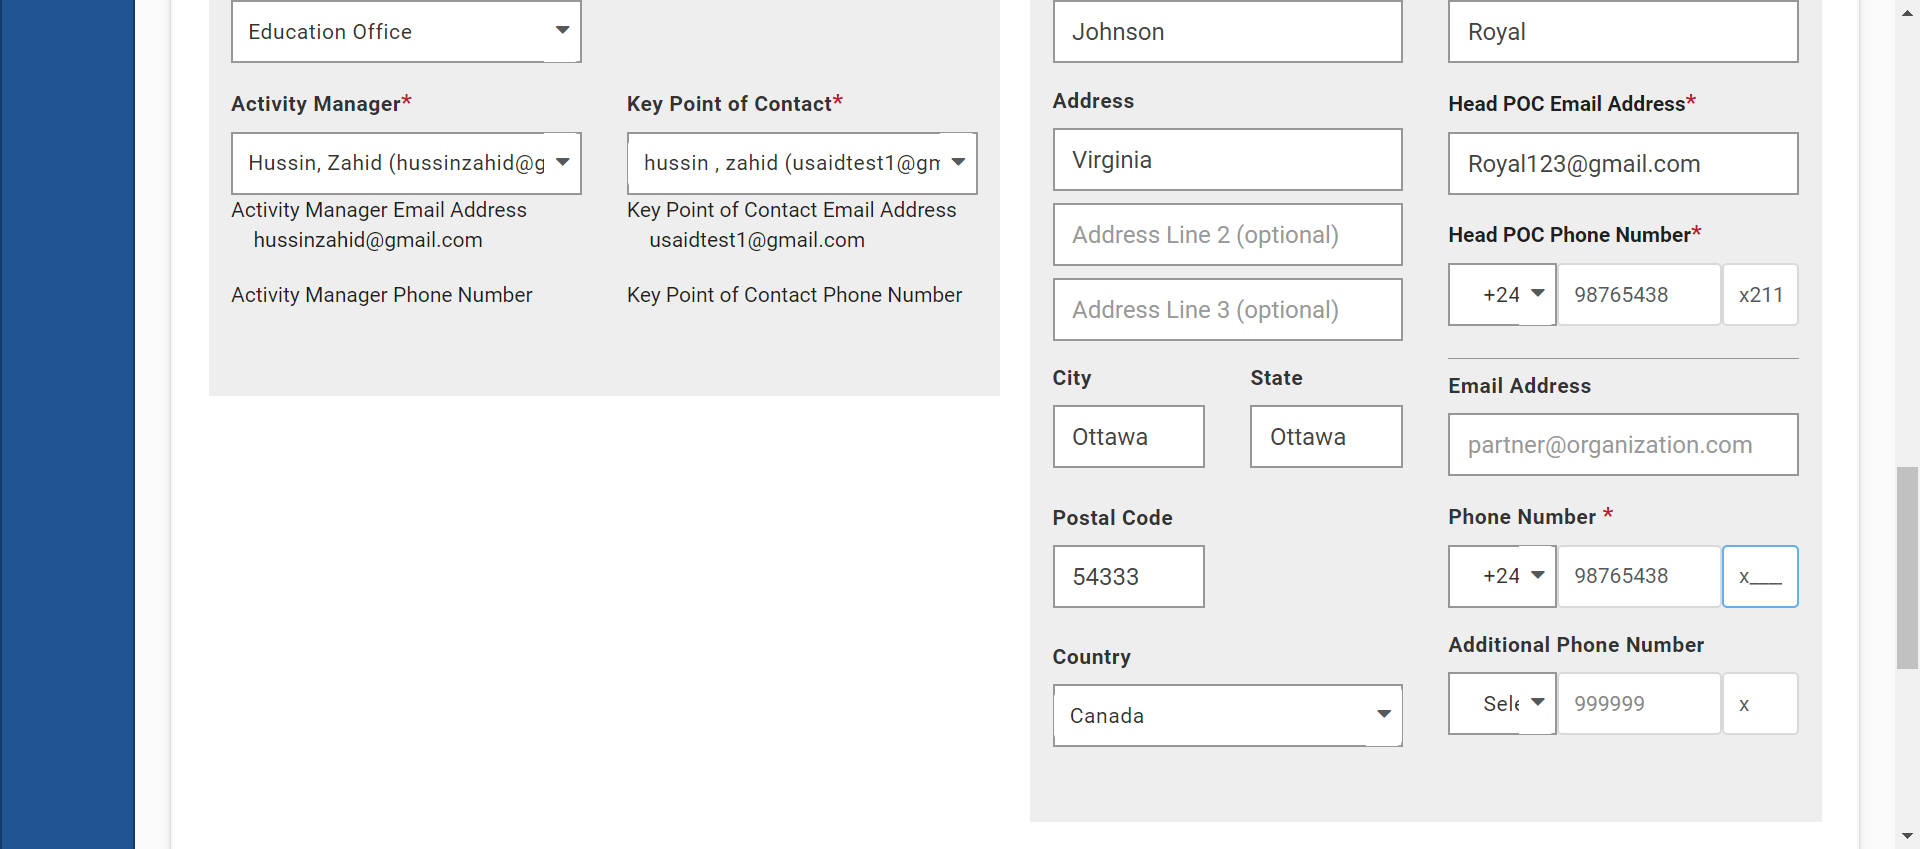 Education Office
Activity Manager*
Key Point of Contact*
Hussin, Zahid (hussinzahid@g
hussin , zahid (usaidtest1@gm
Activity Manager Email Address
hussinzahid@gmail.com
Key Point of Contact Email Address
usaidtest1@gmail.com
Activity Manager Phone Number
Key Point of Contact Phone Number
Johnson
Address
Virginia
Address Line 2 (optional)
Address Line 3 (optional)
City
State
Ottawa
Ottawa
Postal Code
54333
Country
Canada
Royal
Head POC Email Address*
Royal123@gmail.com
Head POC Phone Number*
+24 98765438 x211
Email Address
partner@organization.com
Phone Number *
+24 98765438 x___
Additional Phone Number
Sele 999999 x